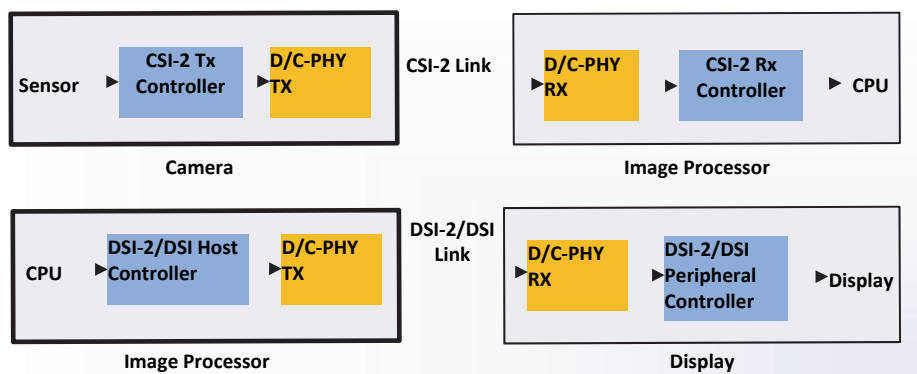 Sensor
CSI-2 Tx
Controller
D/C-PHY
TX
CSI-2 Link
D/C-PHY
RX
CSI-2 Rx
Controller
CPU
Camera
Image Processor
CPU
DSI-2/DSI Host
Controller
D/C-PHY
TX
DSI-2/DSI
Link
D/C-PHY
RX
DSI-2/DSI
Peripheral
Controller
Display
Image Processor
Display